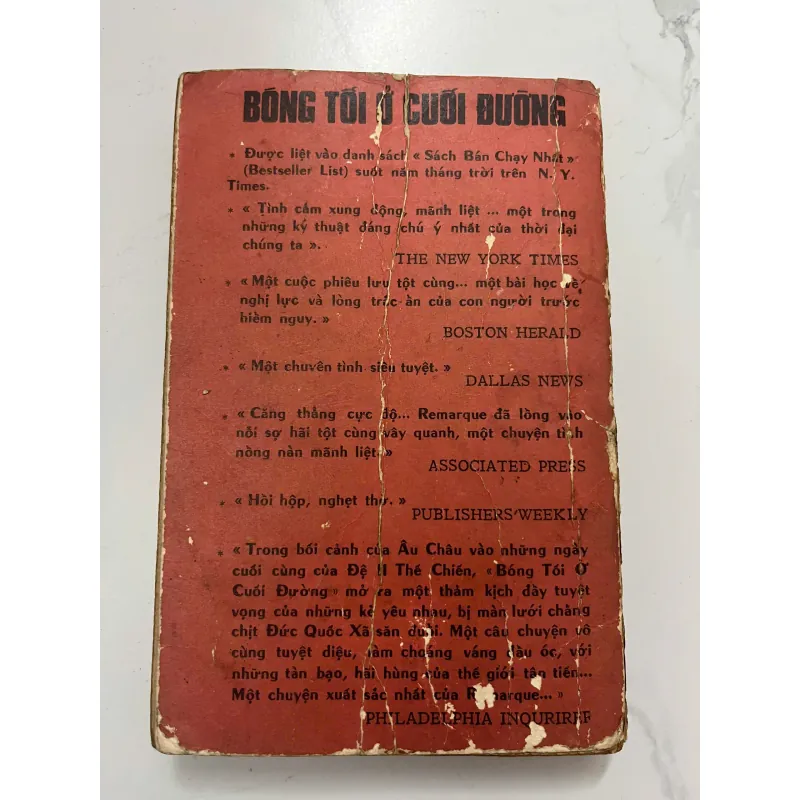 BÓNG TỐI Ở CUỐI ĐƯỜNG
* Được liệt vào danh sách « Sách Bán Chạy Nhất »
(Bestseller List) suốt năm tháng trời trên N. Y.
Times.
* « Tình cảm xung động, mãnh liệt ... một trong
những kỹ thuật đáng chú ý nhất của thời đại
chúng ta ».
THE NEW YORK TIMES
* « Một cuộc phiêu lưu tột cùng... một bài học về
nghị lực và lòng trắc ẩn của con người trước
hiểm nguy. »
BOSTON HERALD
* « Một chuyện tình siêu tuyệt. »
DALLAS NEWS
* « Căng thẳng cực độ... Remarque đã lồng vào
nỗi sợ hãi tột cùng vây quanh, một chuyện tình
nồng nàn mãnh liệt. »
ASSOCIATED PRESS
* « Hồi hộp, nghẹt thở. »
PUBLISHERS'WEEKLY
* « Trong bối cảnh của Âu Châu vào những ngày
cuối cùng của Đệ II Thế Chiến, « Bóng Tối Ở
Cuối Đường » mở ra một thảm kịch đầy tuyệt
vọng của những kẻ yêu nhau, bị màn lưới chằng
chịt Đức Quốc Xã săn đuổi. Một câu chuyện vô
cùng tuyệt diệu, làm choáng váng đầu óc, với
những tàn bạo, hãi hùng của thế giới tân tiến...
Một chuyện xuất sắc nhất của Remarque... »
PHILADELPHIA INQURIRER